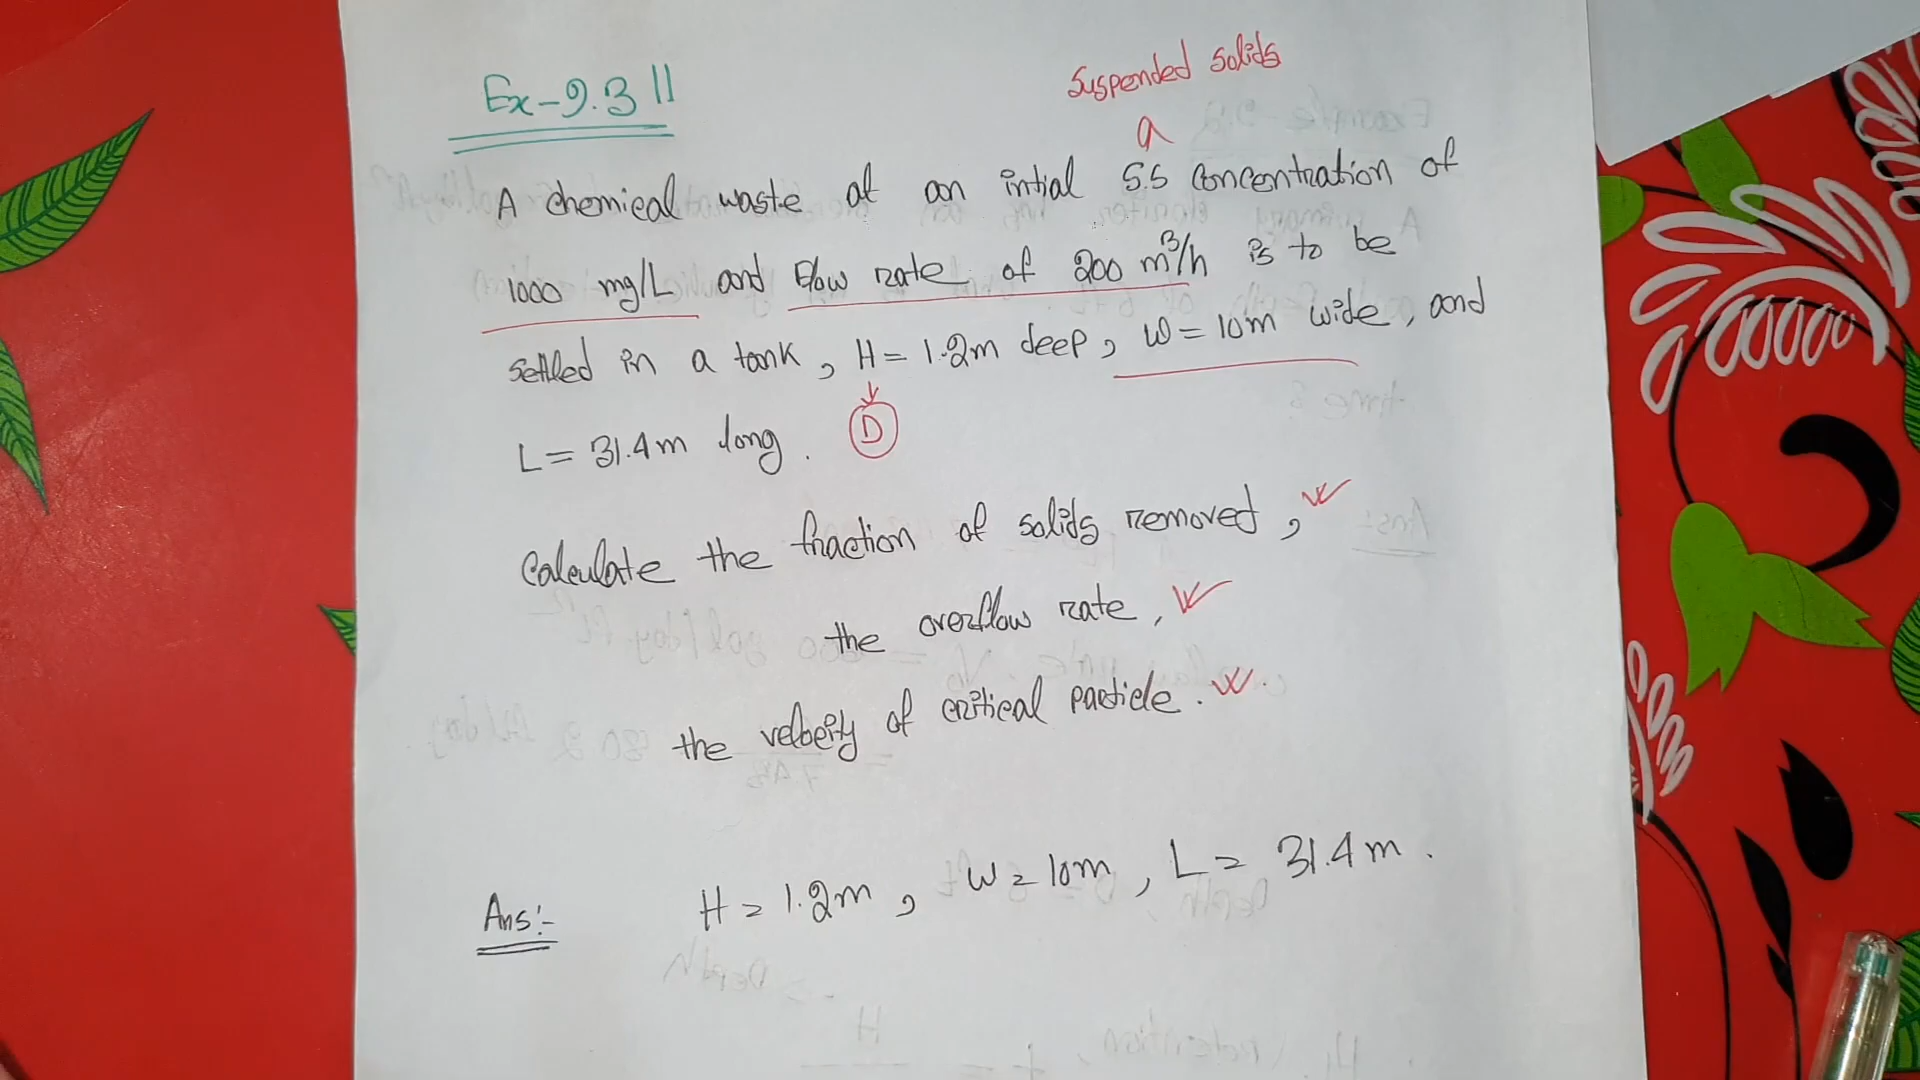 Ex-9.3 ||
Suspended solids
a
A chemical waste at an intial S.S concentration of
1000 mg/L and flow rate of 200 m³/h is to be
settled in a tank, H = 1.2m deep, W = 10m wide, and
L = 31.4m long.
D
Calculate the fraction of solids removed,
the overflow rate,
the velocity of critical particle.
Ans:- H = 1.2m, W = 10m, L = 31.4m.